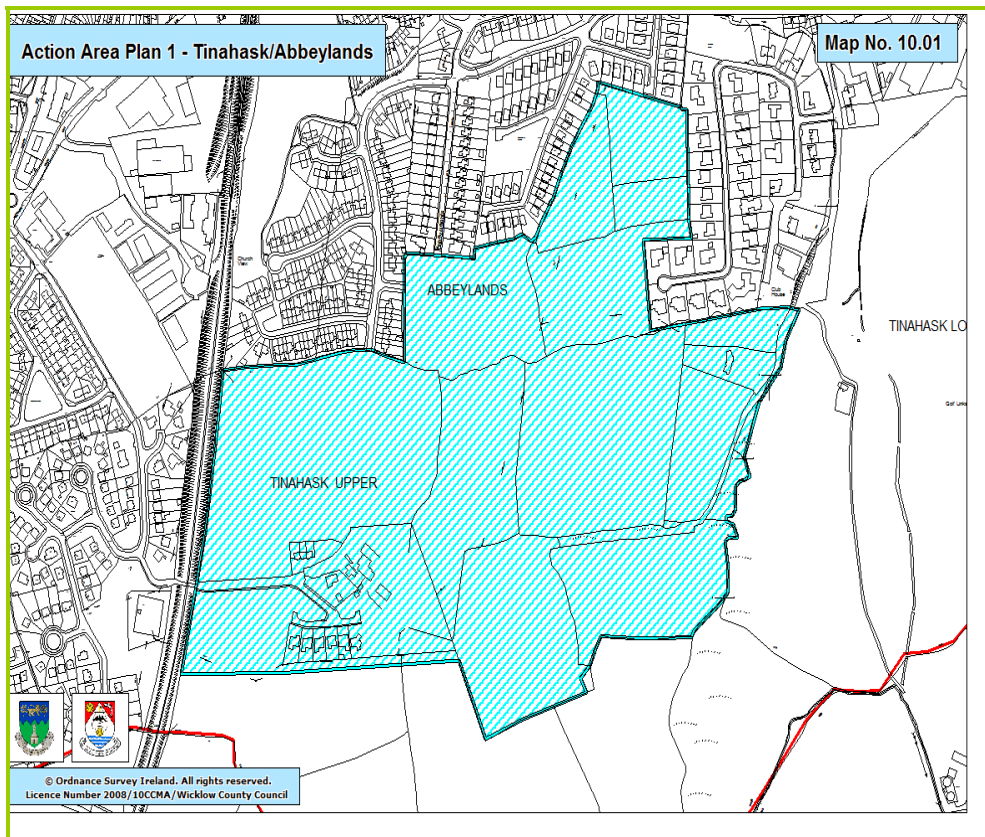 Action Area Plan 1 - Tinahask/Abbeylands
Map No. 10.01
Church
View
ABBEYLANDS
Club
House
TINAHASK LO
Golf Links
TINAHASK UPPER
© Ordnance Survey Ireland. All rights reserved.
Licence Number 2008/10CCMA/Wicklow County Council